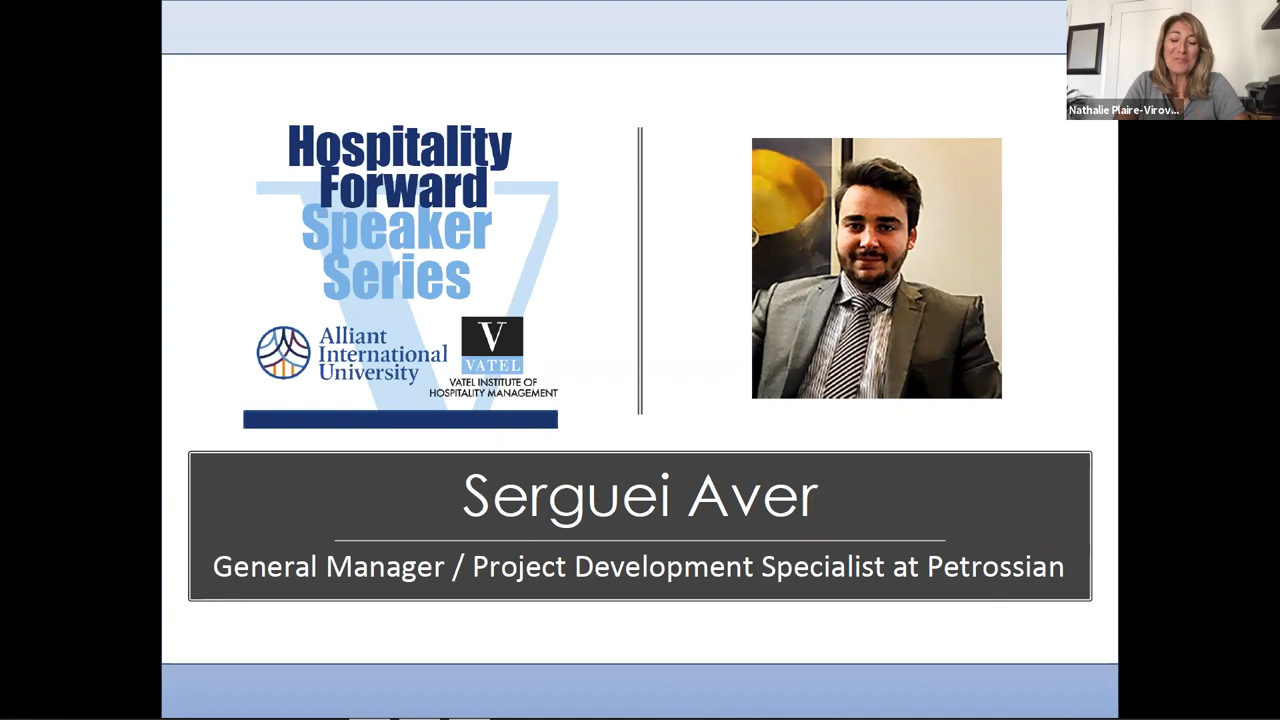 Hospitality
Forward
Speaker
Series
Alliant
International
University
V
VATEL
VATEL INSTITUTE OF
HOSPITALITY MANAGEMENT
Nathalie Plaire-Virov...
Serguei Aver
General Manager / Project Development Specialist at Petrossian